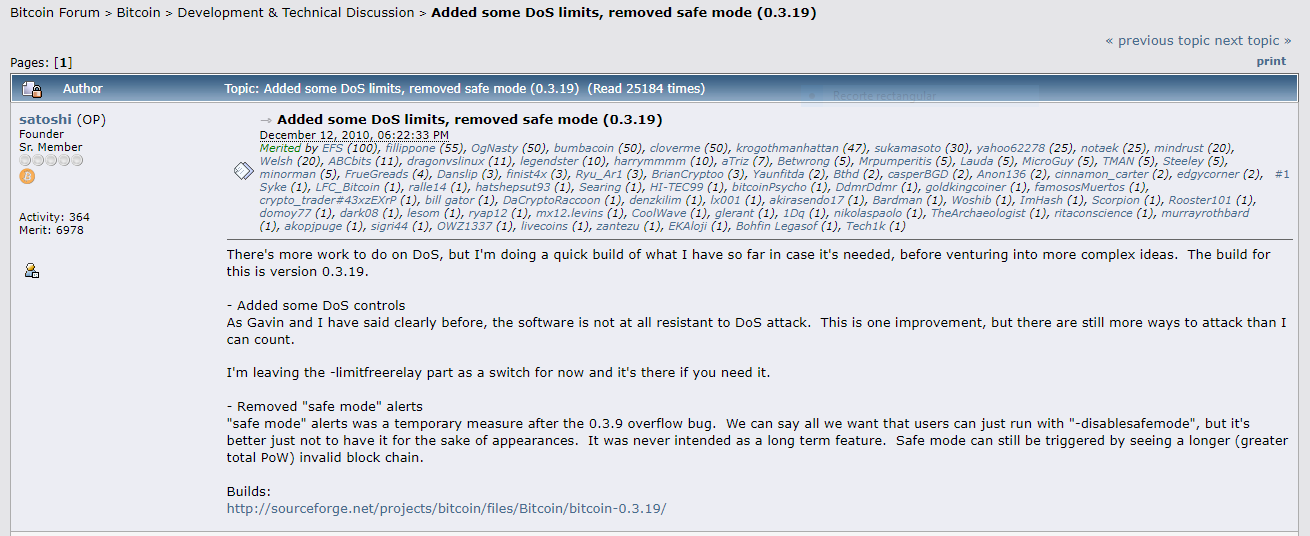 Bitcoin Forum > Bitcoin > Development & Technical Discussion > Added some DoS limits, removed safe mode (0.3.19)
« previous topic next topic »
Pages: [1]
print
Author
Topic: Added some DoS limits, removed safe mode (0.3.19)  (Read 25184 times)
Recorte rectangular
satoshi (OP)
Founder
Sr. Member
Activity: 364
Merit: 6978
→ Added some DoS limits, removed safe mode (0.3.19)
December 12, 2010, 06:22:33 PM
Merited by EFS (100), fillippone (55), OgNasty (50), bumbacoin (50), cloverme (50), krogothmanhattan (47), sukamasoto (30), yahoo62278 (25), notaek (25), mindrust (20),
Welsh (20), ABCbits (11), dragonvslinux (11), legendster (10), harrymmmm (10), aTriz (7), Betwrong (5), Mrpumperitis (5), Lauda (5), MicroGuy (5), TMAN (5), Steeley (5),
minorman (5), FrueGreads (4), Danslip (3), finist4x (3), Ryu_Ar1 (3), BrianCryptoo (3), Yaunfitda (2), Bthd (2), casperBGD (2), Anon136 (2), cinnamon_carter (2), edgycorner (2),
#1
Syke (1), LFC_Bitcoin (1), ralle14 (1), hatshepsut93 (1), Searing (1), HI-TEC99 (1), bitcoinPsycho (1), DdmrDdmr (1), goldkingcoiner (1), famososMuertos (1),
crypto_trader#43xzEXrP (1), bill gator (1), DaCryptoRaccoon (1), denzkilim (1), lx001 (1), akirasendo17 (1), Bardman (1), Woshib (1), ImHash (1), Scorpion (1), Rooster101 (1),
domoy77 (1), dark08 (1), lesom (1), ryap12 (1), mx12.levins (1), CoolWave (1), glerant (1), 1Dq (1), nikolaspaolo (1), TheArchaeologist (1), ritaconscience (1), murrayrothbard
(1), akopjpuge (1), sigri44 (1), OWZ1337 (1), livecoins (1), zantezu (1), EKAloji (1), Bohfin Legasof (1), Tech1k (1)
There's more work to do on DoS, but I'm doing a quick build of what I have so far in case it's needed, before venturing into more complex ideas.  The build for
this is version 0.3.19.
- Added some DoS controls
As Gavin and I have said clearly before, the software is not at all resistant to DoS attack.  This is one improvement, but there are still more ways to attack than I
can count.
I'm leaving the -limitfreerelay part as a switch for now and it's there if you need it.
- Removed "safe mode" alerts
"safe mode" alerts was a temporary measure after the 0.3.9 overflow bug.  We can say all we want that users can just run with "-disablesafemode", but it's
better just not to have it for the sake of appearances.  It was never intended as a long term feature.  Safe mode can still be triggered by seeing a longer (greater
total PoW) invalid block chain.
Builds:
http://sourceforge.net/projects/bitcoin/files/Bitcoin/bitcoin-0.3.19/